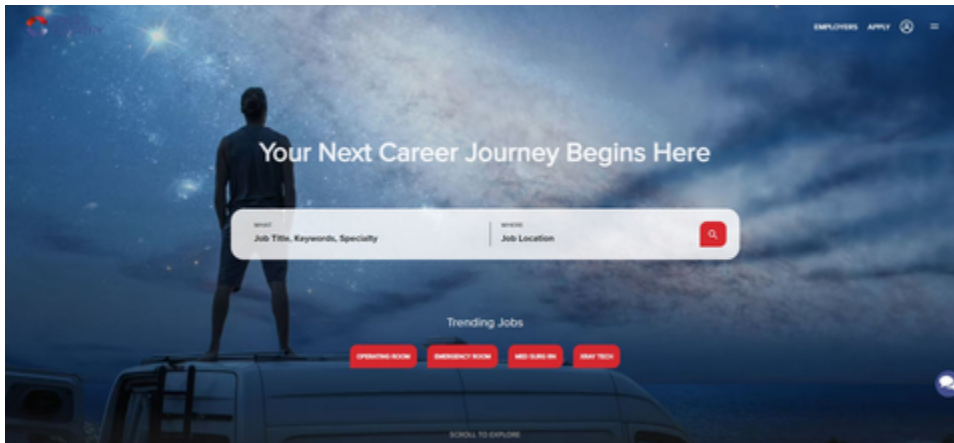 EMPLOYERS APPLY
Your Next Career Journey Begins Here
WHAT
Job Title, Keywords, Specialty
WHERE
Job Location
Trending Jobs
OPERATING ROOM EMERGENCY ROOM MED SURG RN XRAY TECH
SCROLL TO EXPLORE